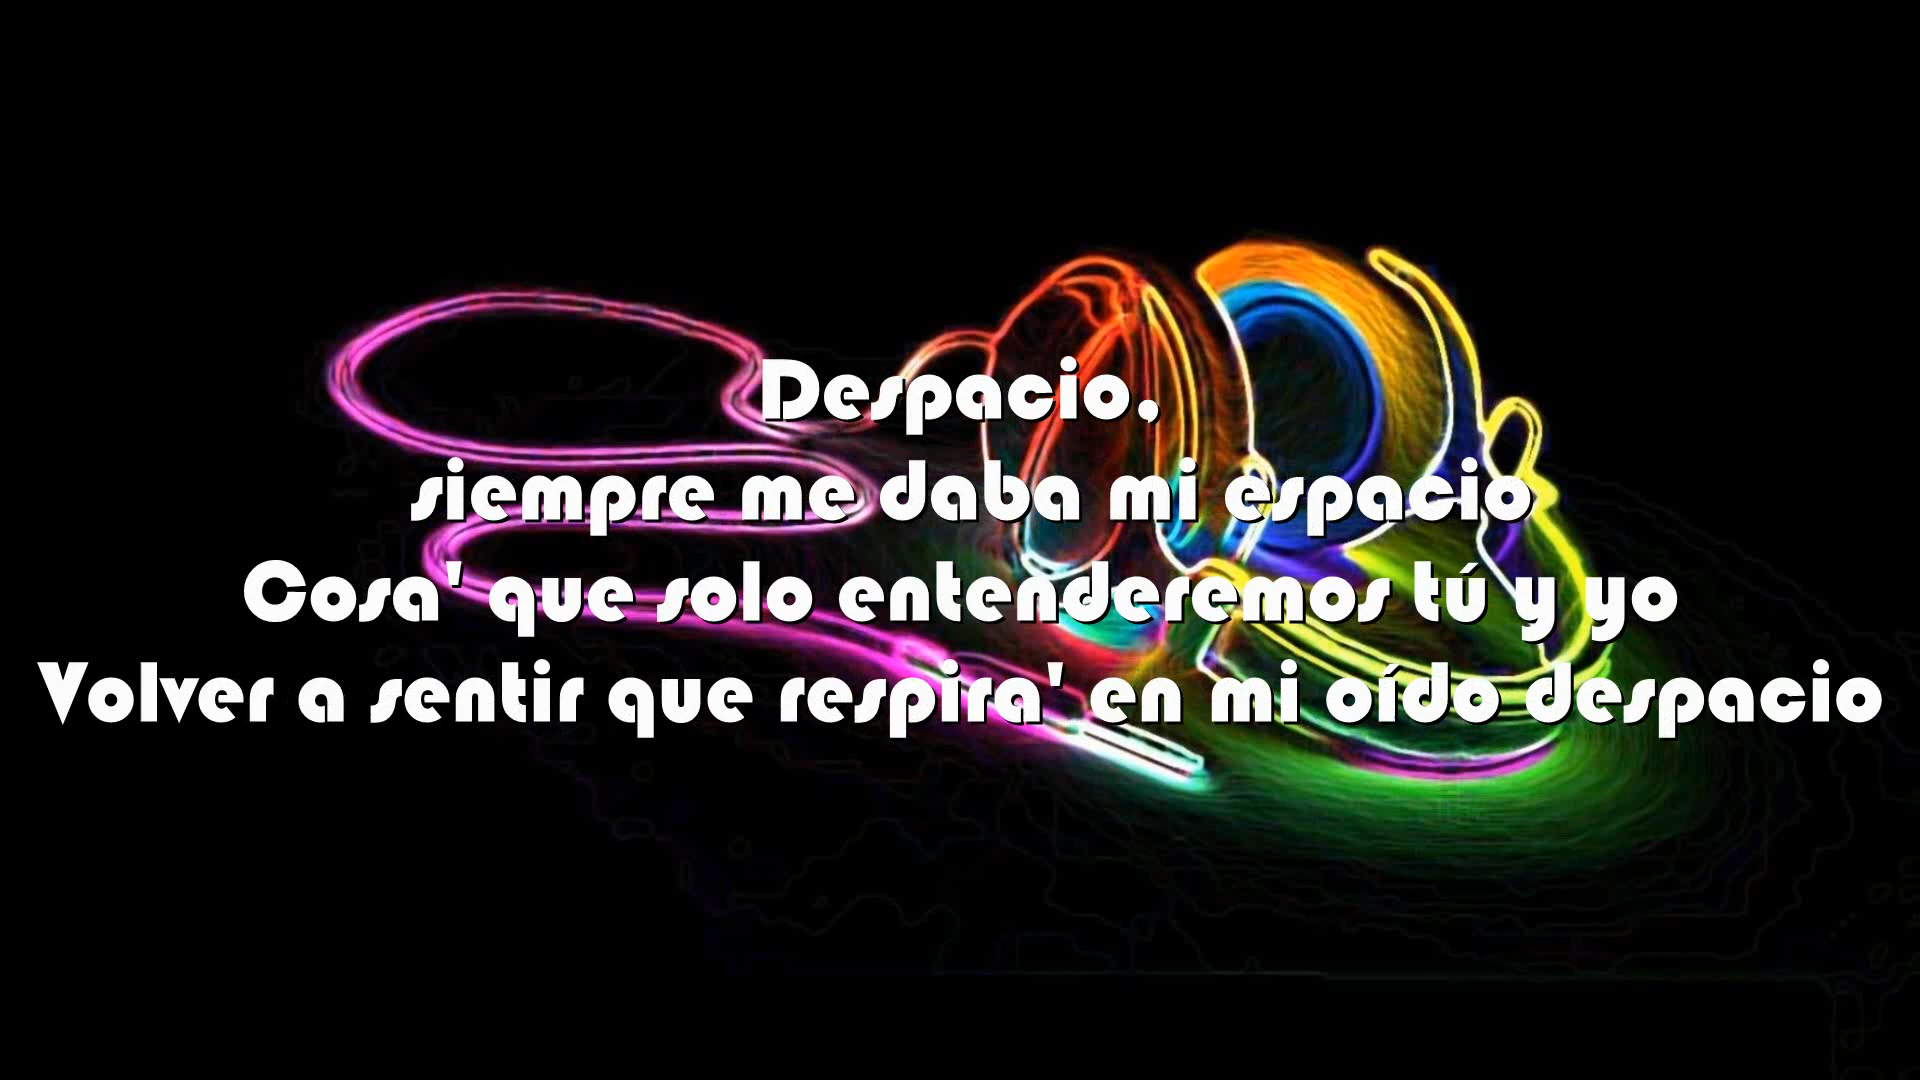 Despacio,
siempre me daba mi espacio
Cosa' que solo entenderemos tú y yo
Volver a sentir que respira' en mi oído despacio